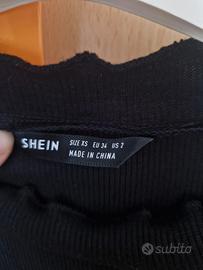 SHEIN
SIZE XS EU 34 US 2
MADE IN CHINA
subito